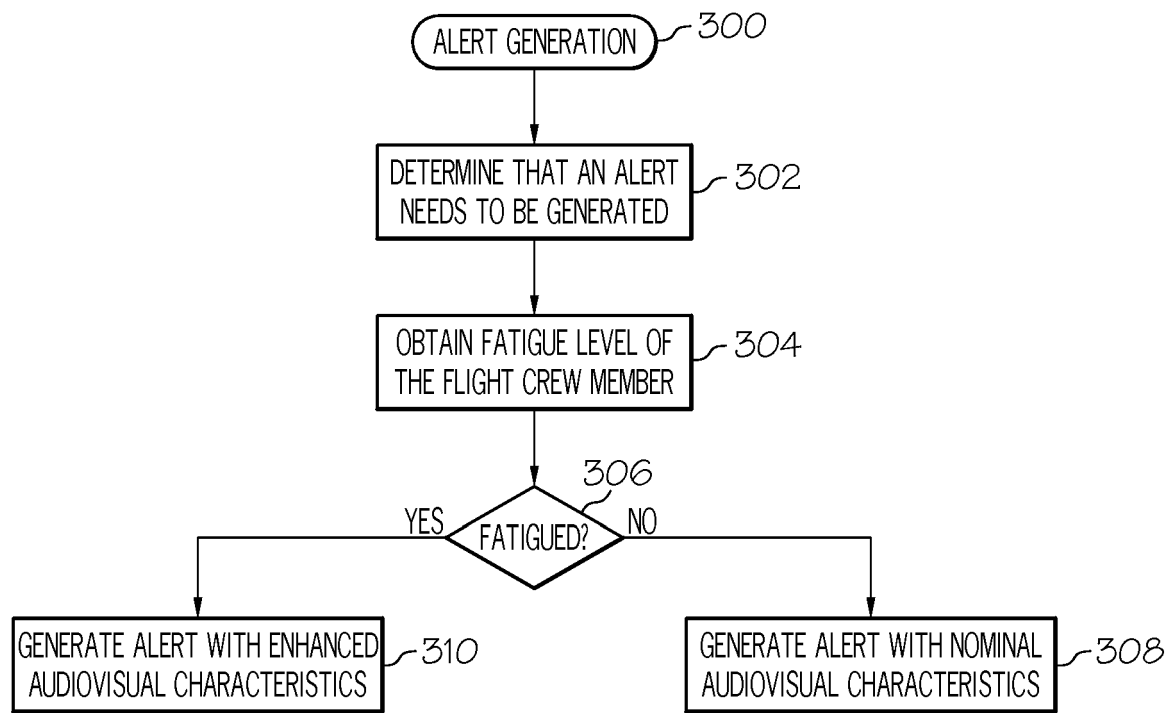 ALERT GENERATION
300
DETERMINE THAT AN ALERT
NEEDS TO BE GENERATED
302
OBTAIN FATIGUE LEVEL OF
THE FLIGHT CREW MEMBER
304
306
YES
FATIGUED?
NO
GENERATE ALERT WITH ENHANCED
AUDIOVISUAL CHARACTERISTICS
310
GENERATE ALERT WITH NOMINAL
AUDIOVISUAL CHARACTERISTICS
308